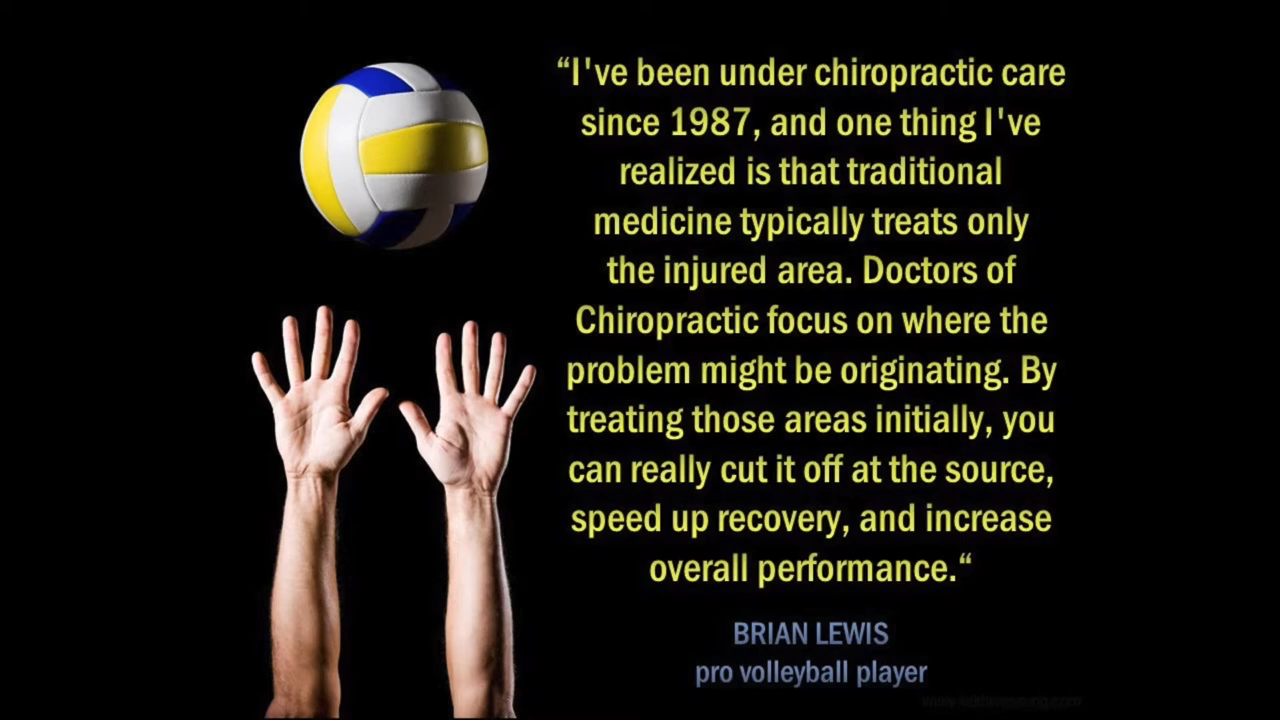 “I've been under chiropractic care
since 1987, and one thing I've
realized is that traditional
medicine typically treats only
the injured area. Doctors of
Chiropractic focus on where the
problem might be originating. By
treating those areas initially, you
can really cut it off at the source,
speed up recovery, and increase
overall performance.“
BRIAN LEWIS
pro volleyball player